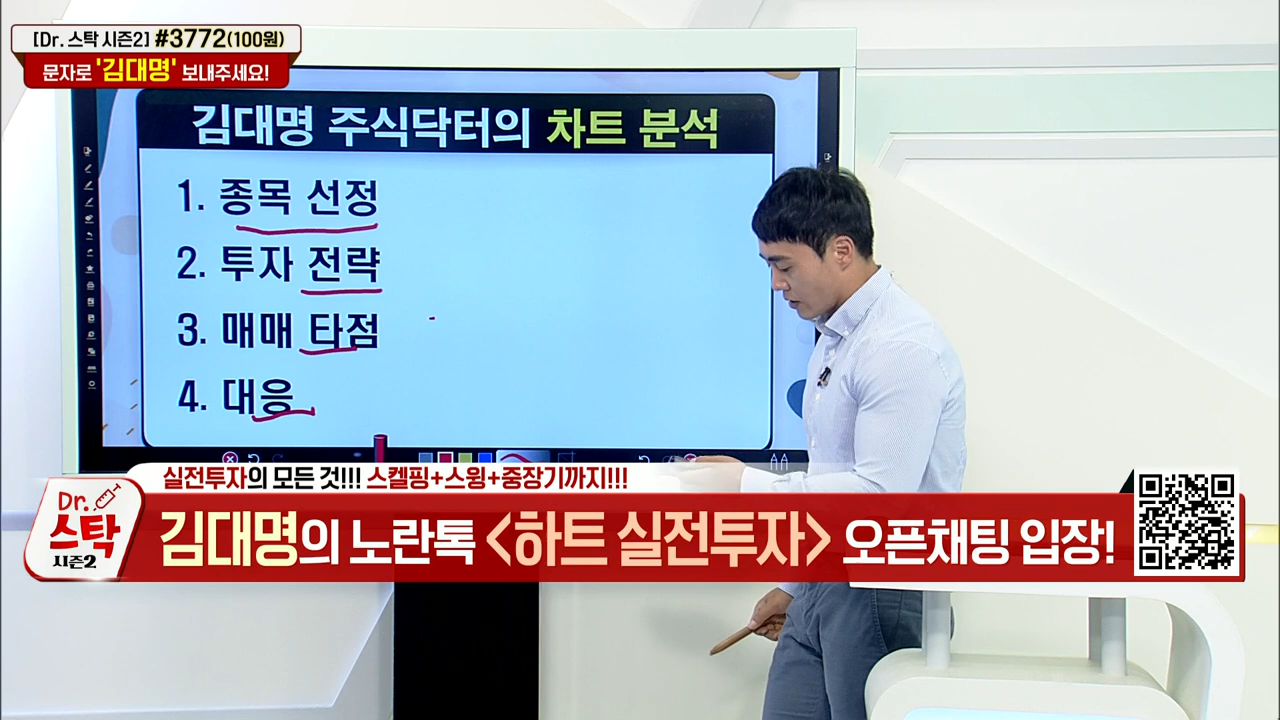 [Dr. 스탁 시즌2] #3772(100원)
문자로 '김대명' 보내주세요!
김대명 주식닥터의 차트 분석
1. 종목 선정
2. 투자 전략
3. 매매 타점
4. 대응
실전투자의 모든 것!!! 스켈핑+스윙+중장기까지!!!
Dr.
스탁
시즌2
김대명의 노란톡 <하트 실전투자> 오픈채팅 입장!